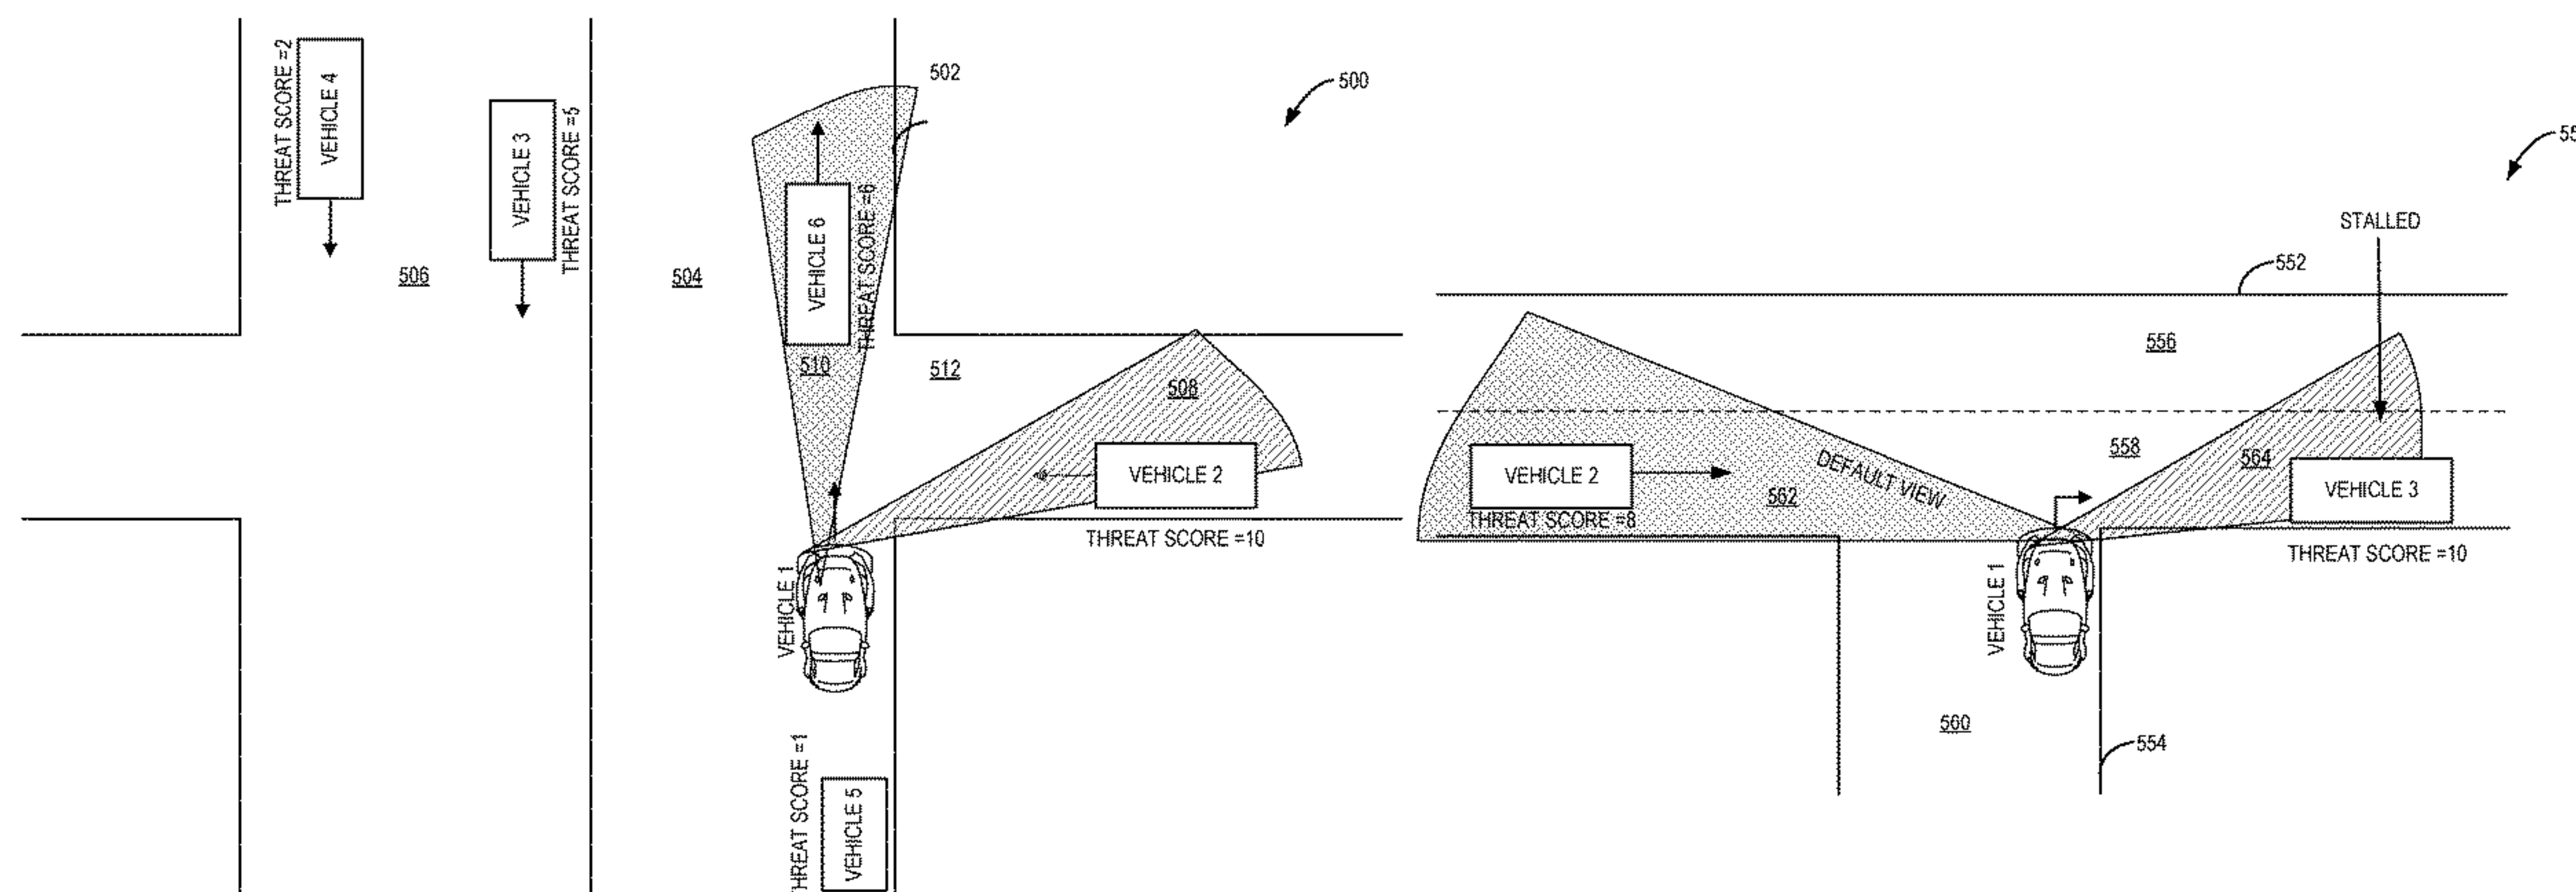 THREAT SCORE =2
VEHICLE 4
VEHICLE 3
THREAT SCORE =5
506
504
502
500
VEHICLE 6
THREAT SCORE =6
510
512
508
VEHICLE 2
THREAT SCORE =10
VEHICLE 1
THREAT SCORE =1
VEHICLE 5
55
STALLED
552
556
558
564
VEHICLE 2
THREAT SCORE =8
562
DEFAULT VIEW
VEHICLE 3
THREAT SCORE =10
VEHICLE 1
560
554